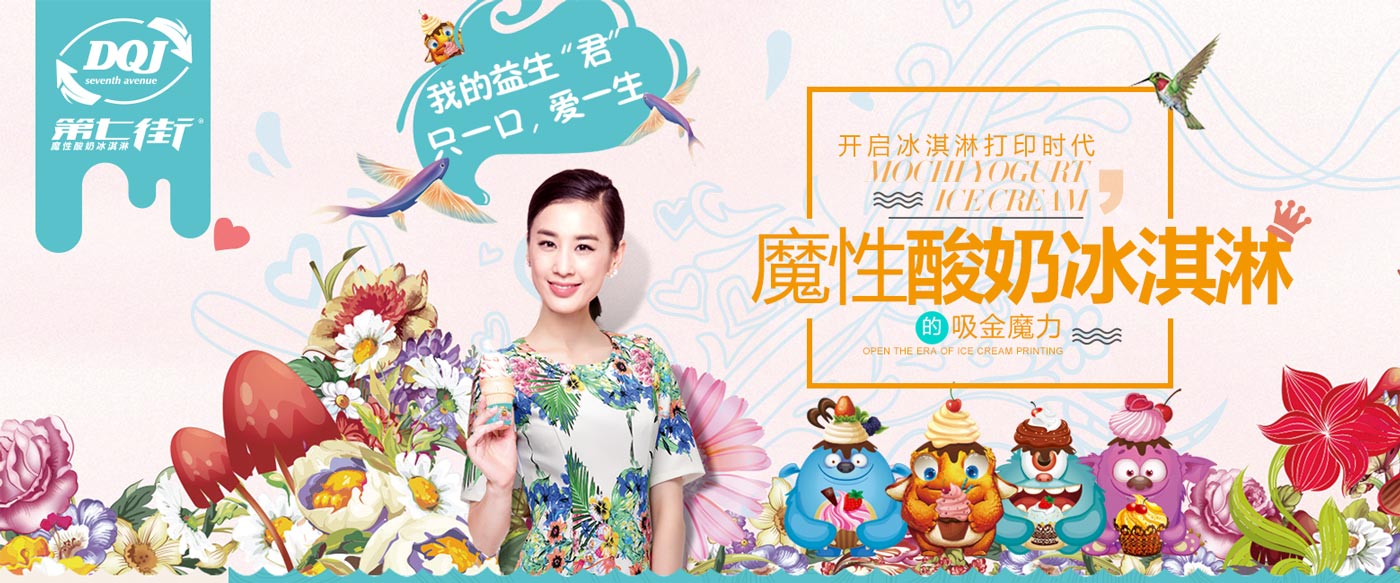 DQJ
seventh avenue
第七街®
魔性酸奶冰淇淋
我的益生“君”
只一口，爱一生
开启冰淇淋打印时代
MOCHI YOGURT
ICE CREAM
魔性酸奶冰淇淋
的 吸金魔力
OPEN THE ERA OF ICE CREAM PRINTING